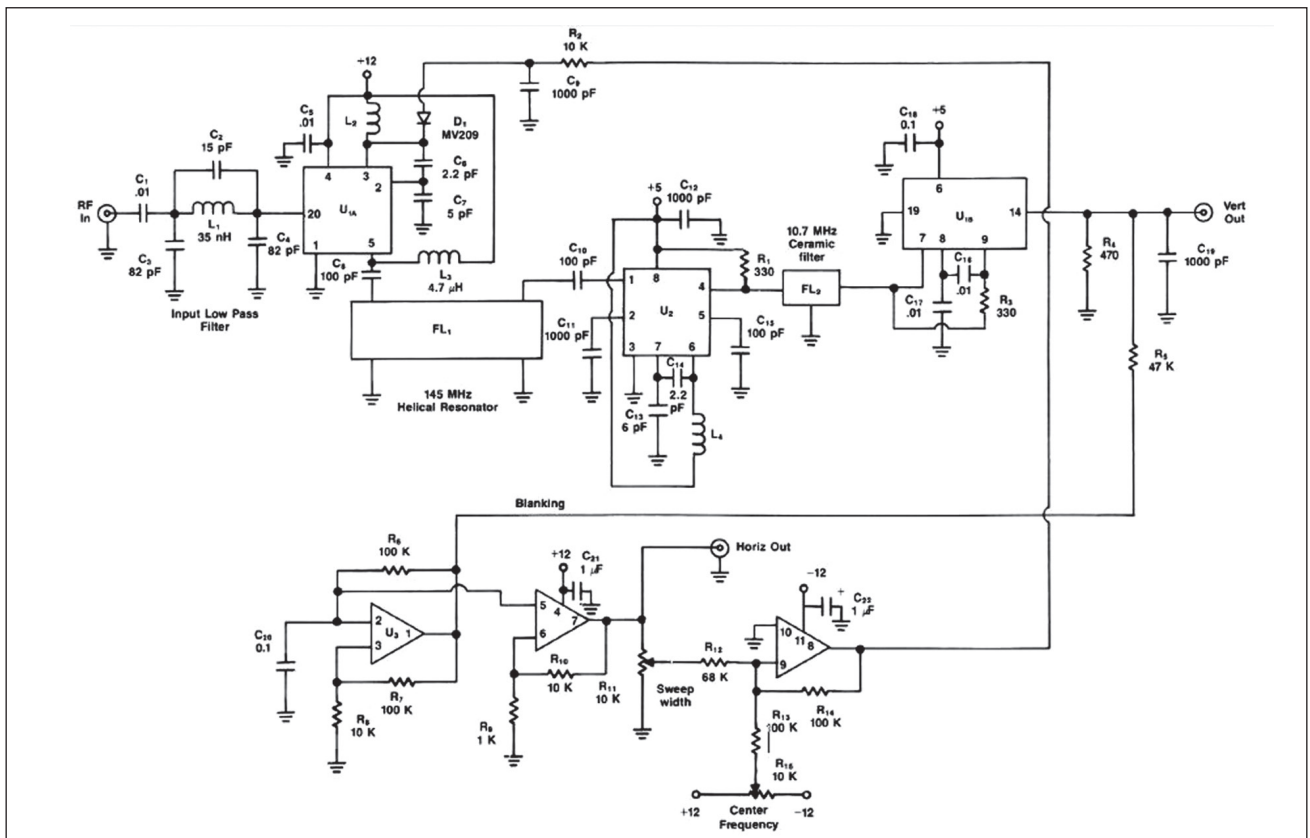 R₂
10 K
+12
C₉
1000 pF
C₅
.01
L₂
D₁
MV209
C₁₈
0.1
+5
C₂
15 pF
C₆
2.2 pF
C₁
.01
RF
In
L₁
35 nH
C₄
82 pF
C₃
82 pF
4
3
2
U₁ₐ
20
1
5
C₇
5 pF
C₈
100 pF
L₃
4.7 μH
Input Low Pass
Filter
FL₁
145 MHz
Helical Resonator
+5
C₁₂
1000 pF
C₁₀
100 pF
R₁
330
10.7 MHz
Ceramic
filter
FL₂
8
1
4
U₂
2
5
3
7
6
C₁₁
1000 pF
C₁₅
100 pF
C₁₄
2.2
pF
C₁₃
6 pF
L₄
6
19
U₁B
14
7
8
9
C₁₆
.01
C₁₇
.01
R₃
330
Vert
Out
R₄
470
C₁₉
1000 pF
R₅
47 K
Blanking
R₆
100 K
+12
C₂₁
1 μF
Horiz Out
-12
+
C₂₂
1 μF
C₂₀
0.1
2
U₃
1
3
5
4
7
6
10
11
8
9
R₇
100 K
R₈
10 K
R₁₀
10 K
R₁₁
10 K
Sweep
width
R₁₂
68 K
R₉
1 K
R₁₃
100 K
R₁₄
100 K
R₁₅
10 K
+12
-12
Center
Frequency